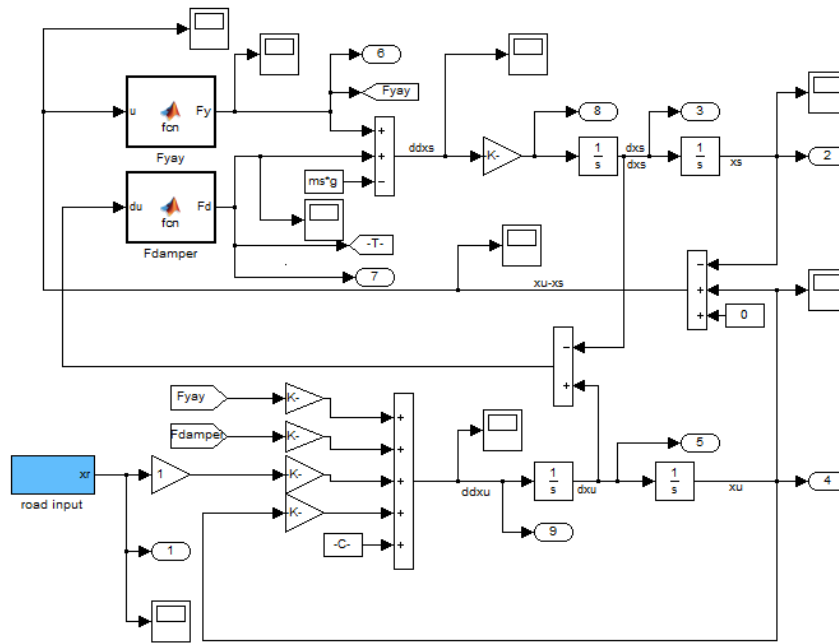 6
Fyay
u
fcn
Fy
Fyay
+
+
−
ddxs
K-
8
1
s
dxs
dxs
3
1
s
xs
2
ms*g
du
fcn
Fd
Fdamper
-T-
7
xu-xs
−
+
+
0
−
+
Fyay
K-
Fdamper
K-
xr
road input
1
K-
K-
-C-
+
+
+
+
+
ddxu
1
s
dxu
5
1
s
xu
4
9
1